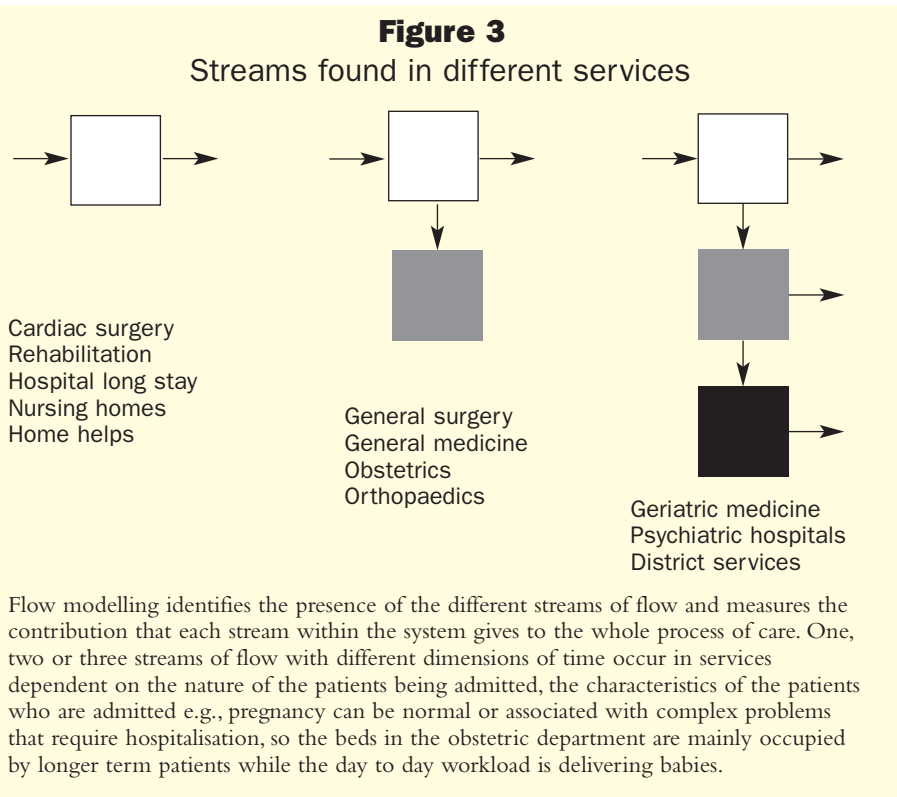 Figure 3
Streams found in different services
Cardiac surgery
Rehabilitation
Hospital long stay
Nursing homes
Home helps
General surgery
General medicine
Obstetrics
Orthopaedics
Geriatric medicine
Psychiatric hospitals
District services
Flow modelling identifies the presence of the different streams of flow and measures the
contribution that each stream within the system gives to the whole process of care. One,
two or three streams of flow with different dimensions of time occur in services
dependent on the nature of the patients being admitted, the characteristics of the patients
who are admitted e.g., pregnancy can be normal or associated with complex problems
that require hospitalisation, so the beds in the obstetric department are mainly occupied
by longer term patients while the day to day workload is delivering babies.